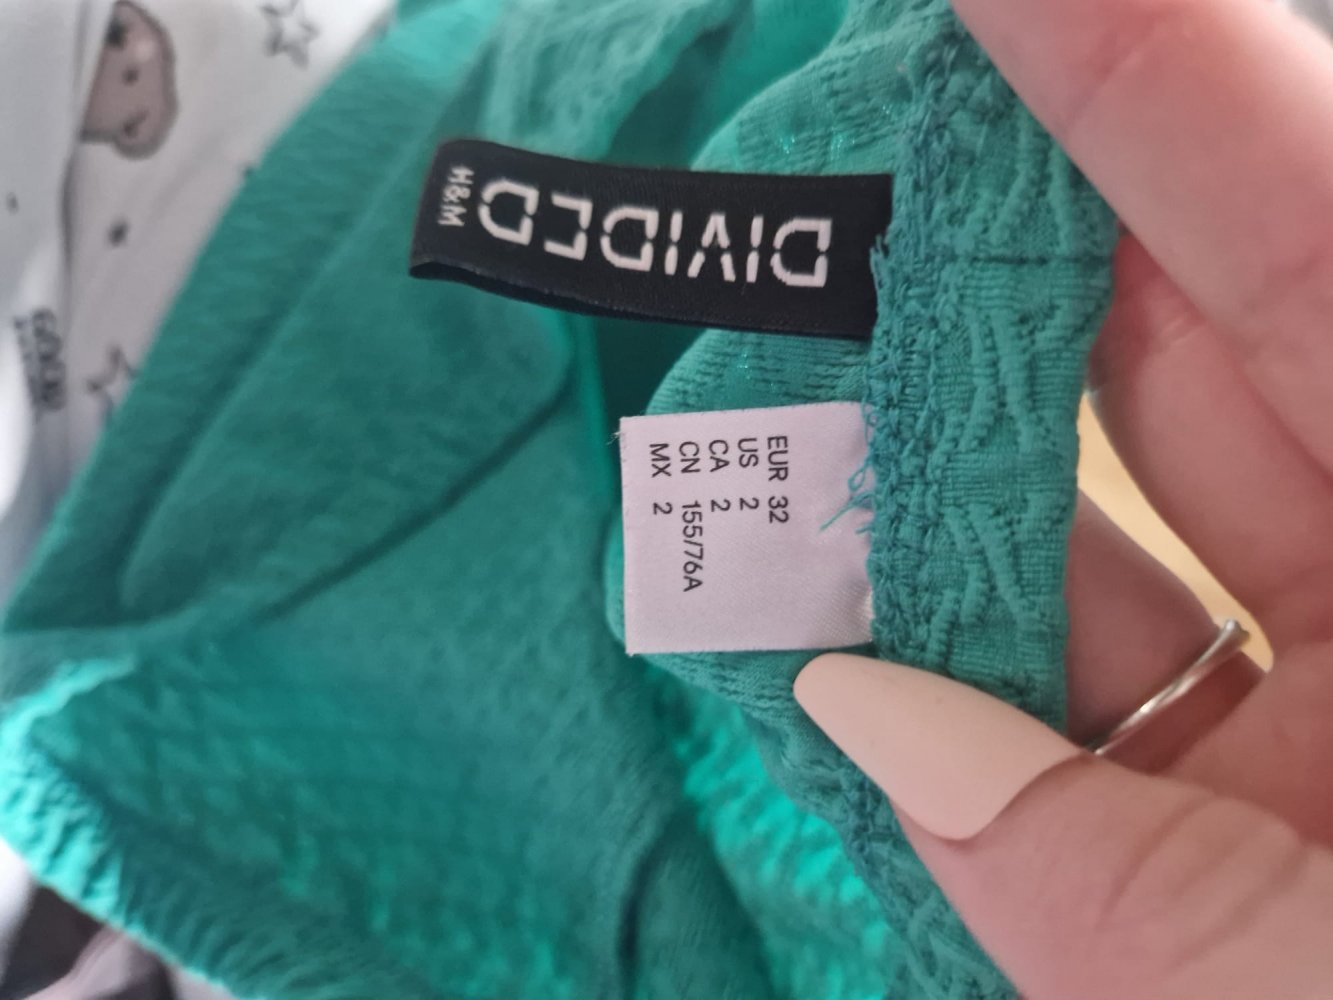 DIVIDED
H&M
EUR 32
US 2
CA 2
CN 155/76A
MX 2